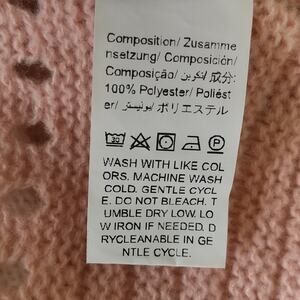 Composition/ Zusamme
nsetzung/ Composición/
Composição/ تكوين/ 成分:
100% Polyester/ Poliést
er/ بوليستر/ ポリエステル
WASH WITH LIKE COL
ORS. MACHINE WASH
COLD. GENTLE CYCL
E. DO NOT BLEACH. T
UMBLE DRY LOW. LO
W IRON IF NEEDED. D
RYCLEANABLE IN GE
NTLE CYCLE.